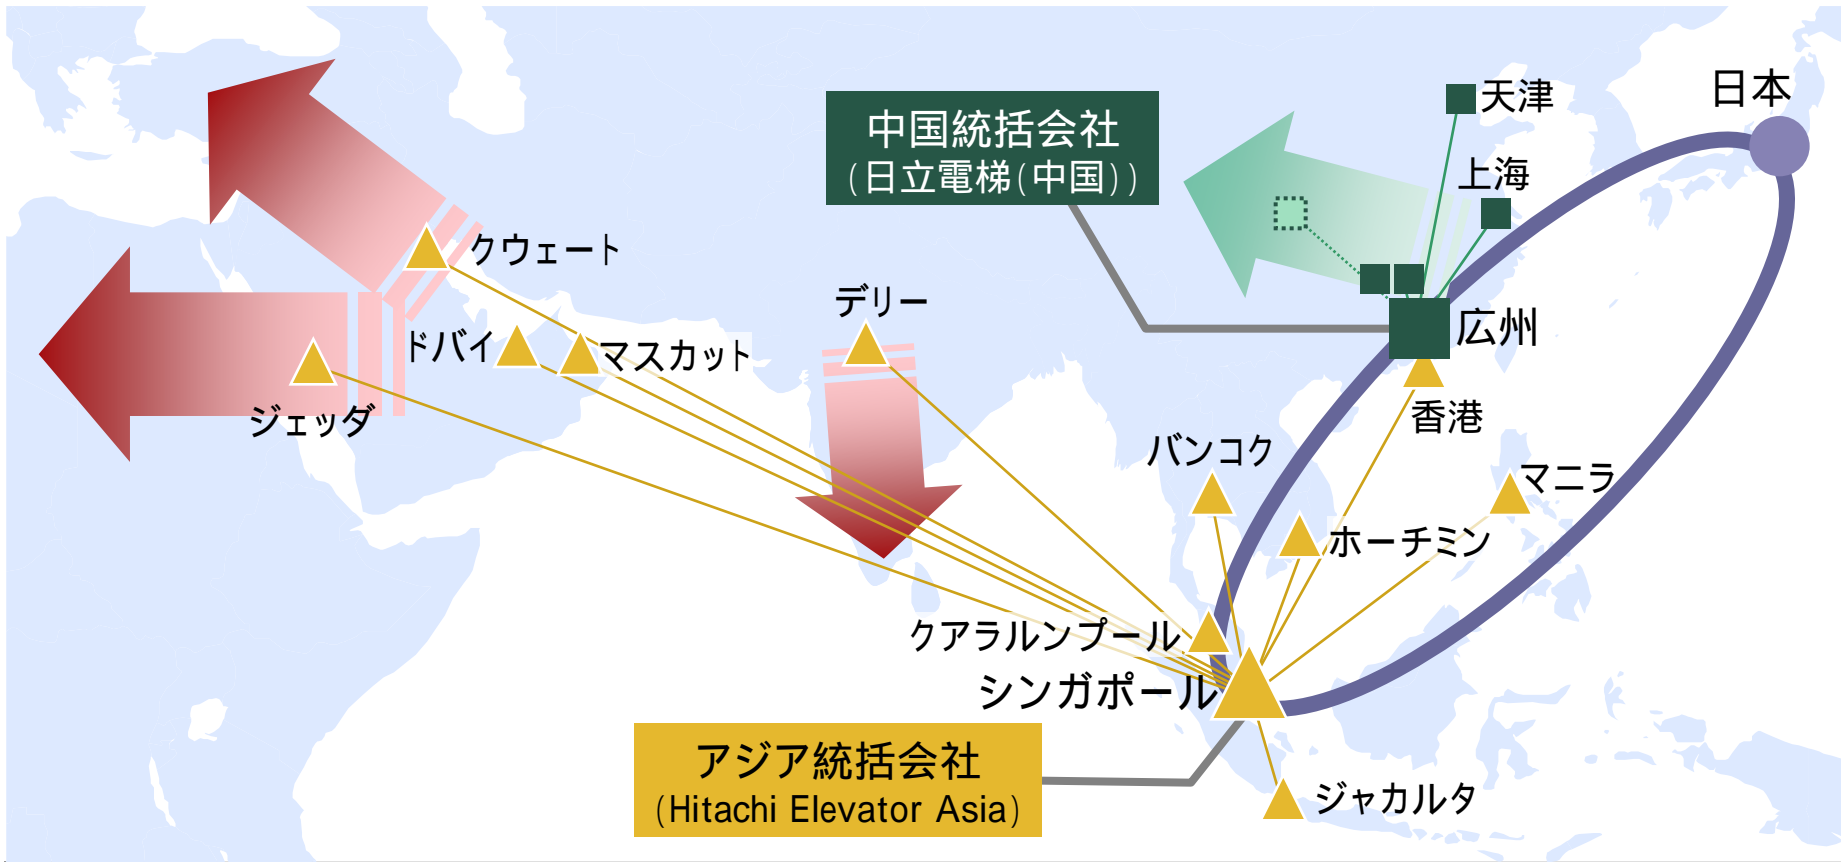 天津
日本
中国統括会社
(日立電梯(中国))
上海
クウェート
デリー
広州
ドバイ
マスカット
ジェッダ
香港
バンコク
マニラ
ホーチミン
クアラルンプール
シンガポール
アジア統括会社
(Hitachi Elevator Asia)
ジャカルタ